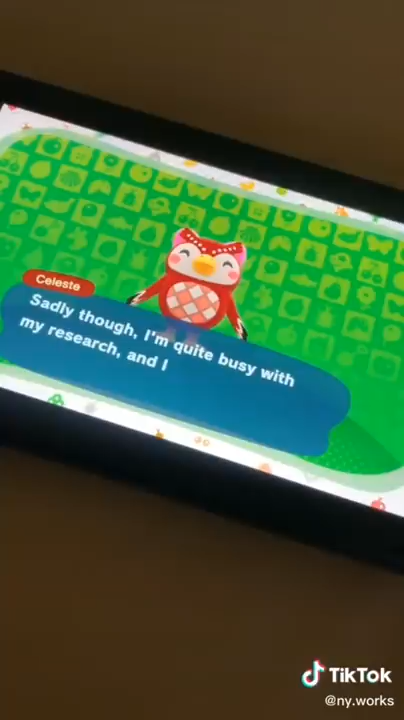 Celeste
Sadly though, I'm quite busy with
my research, and I
TikTok
@ny.works